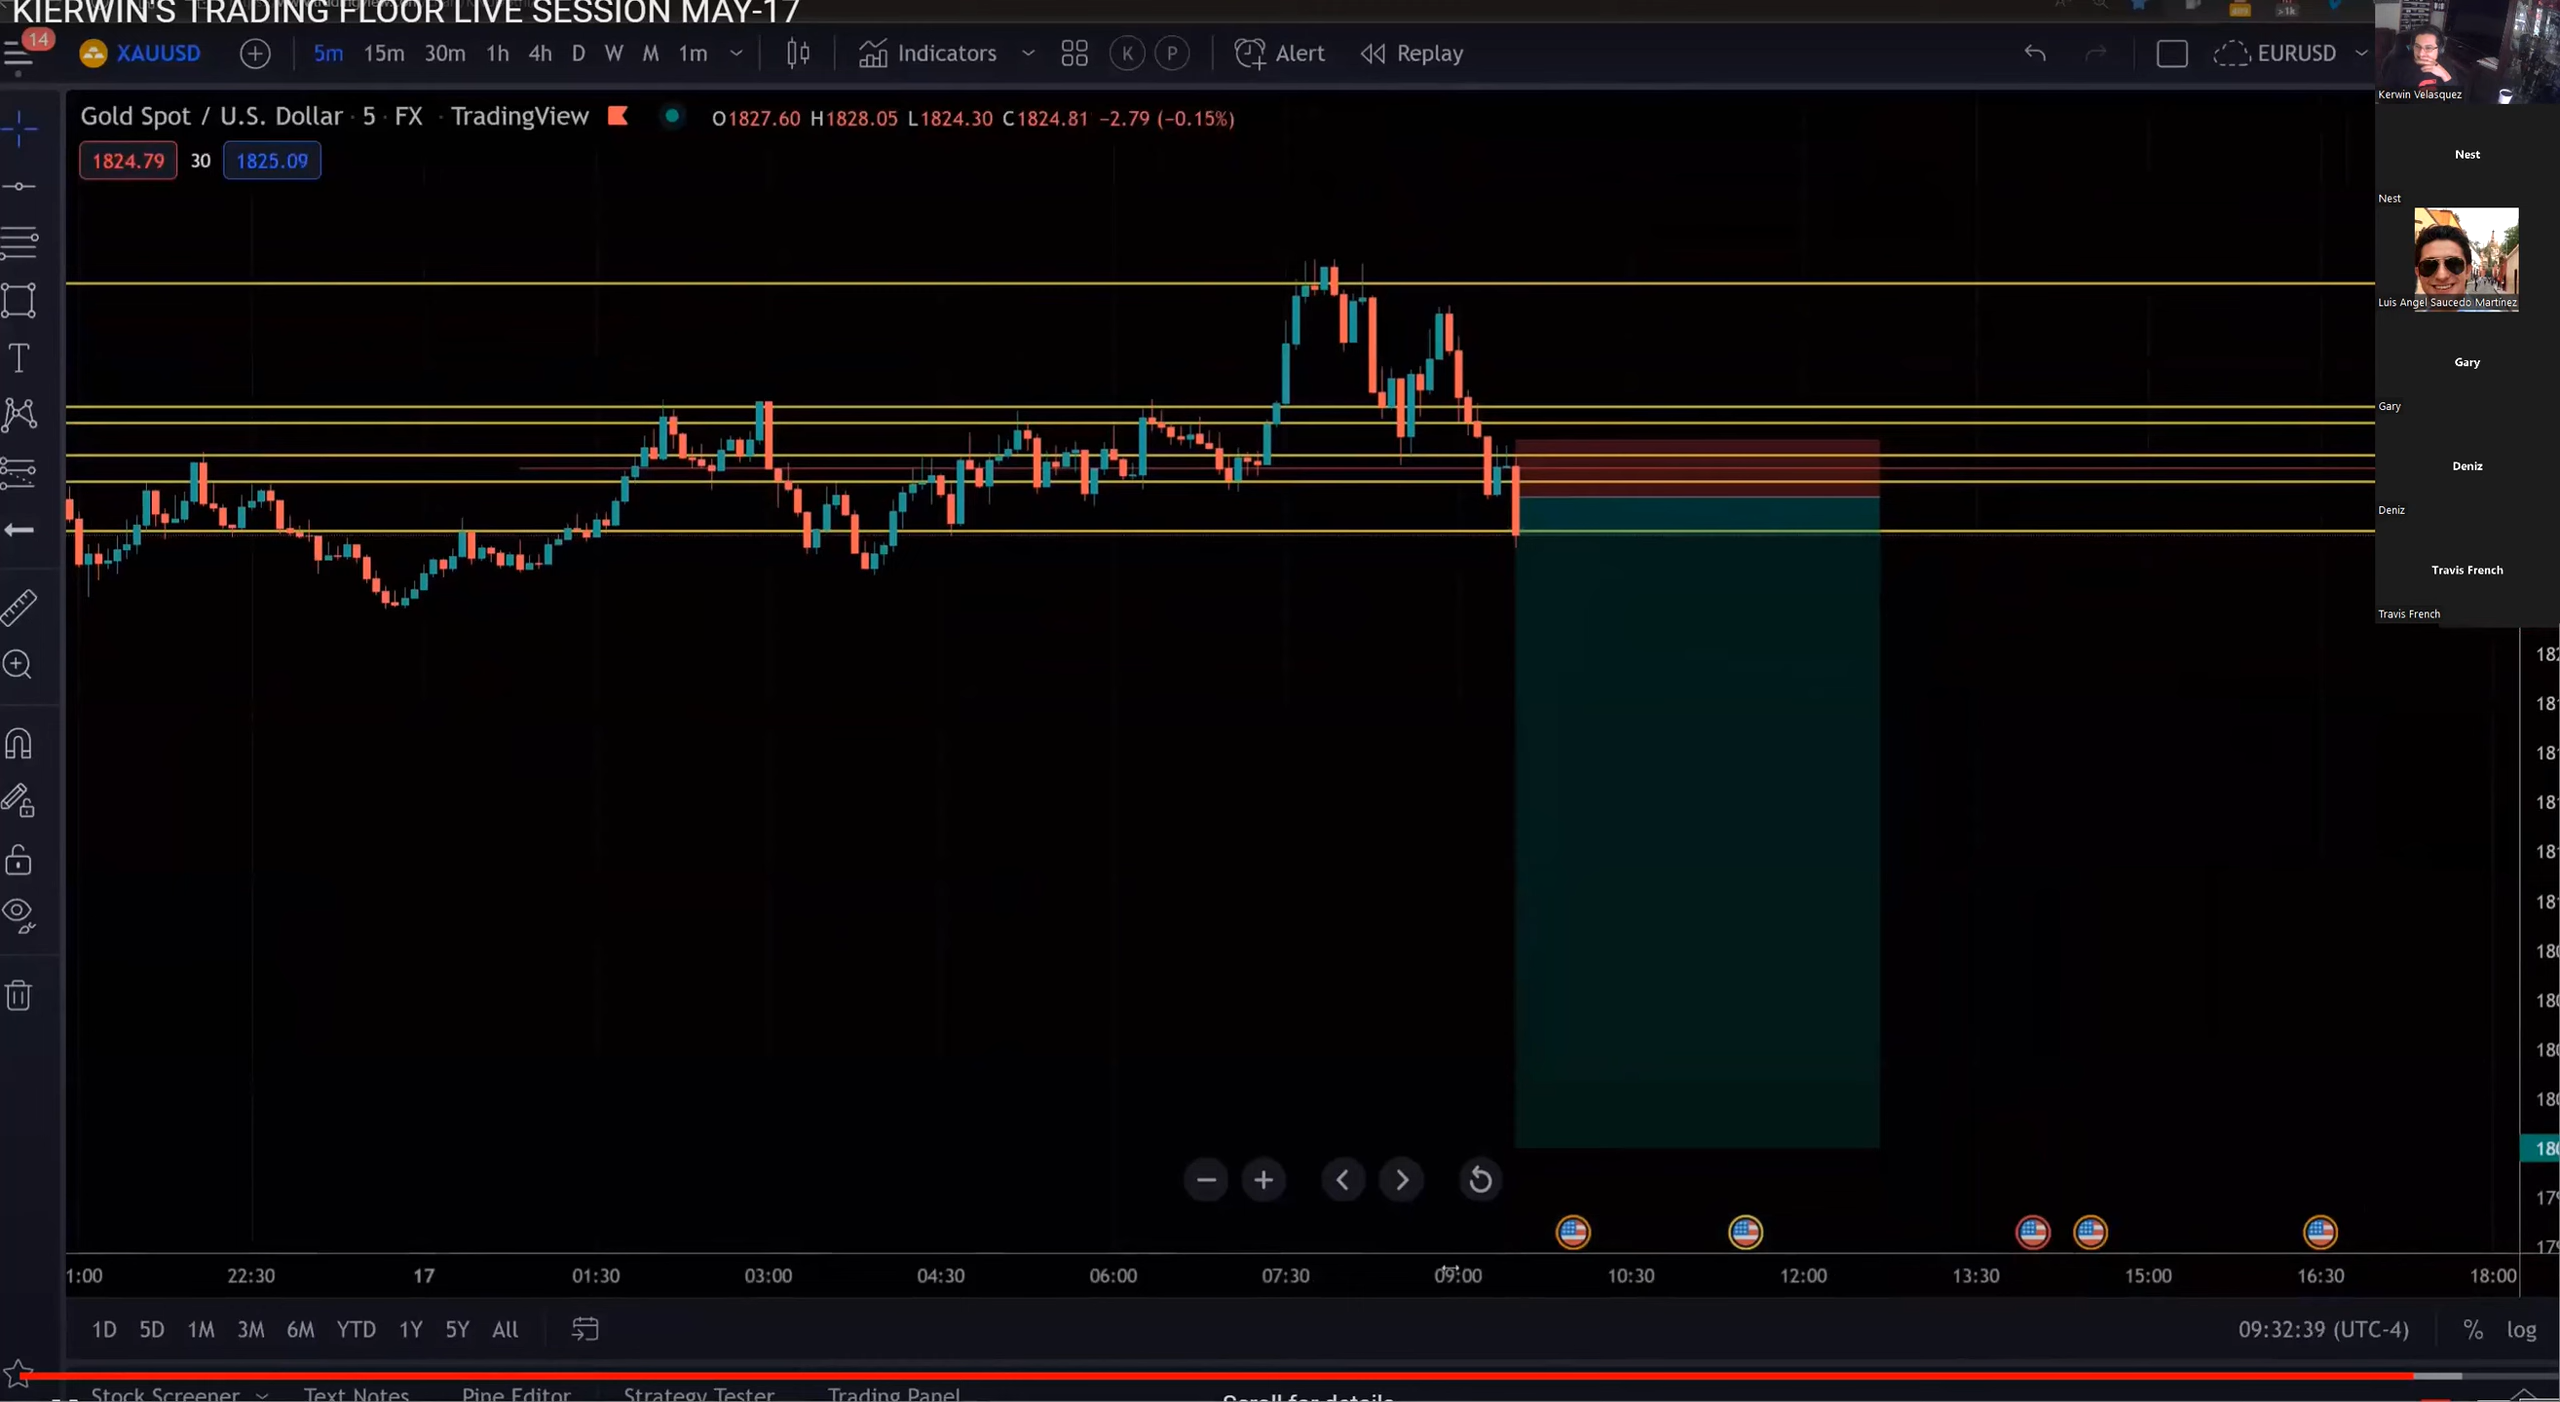 KIERWIN'S TRADING FLOOR LIVE SESSION MAY-17
14 XAUUSD 5m 15m 30m 1h 4h D W M 1m Indicators K P Alert Replay EURUSD
Kerwin Velasquez
Gold Spot / U.S. Dollar · 5 · FX · TradingView O1827.60 H1828.05 L1824.30 C1824.81 −2.79 (−0.15%)
1824.79 30 1825.09
Nest
Nest
Luis Angel Saucedo Martinez
Gary
Gary
Deniz
Deniz
Travis French
Travis French
1:00 22:30 17 01:30 03:00 04:30 06:00 07:30 09:00 10:30 12:00 13:30 15:00 16:30 18:00
1D 5D 1M 3M 6M YTD 1Y 5Y All 09:32:39 (UTC-4) % log
Stock Screener Text Notes Pine Editor Strategy Tester Trading Panel Scroll for details